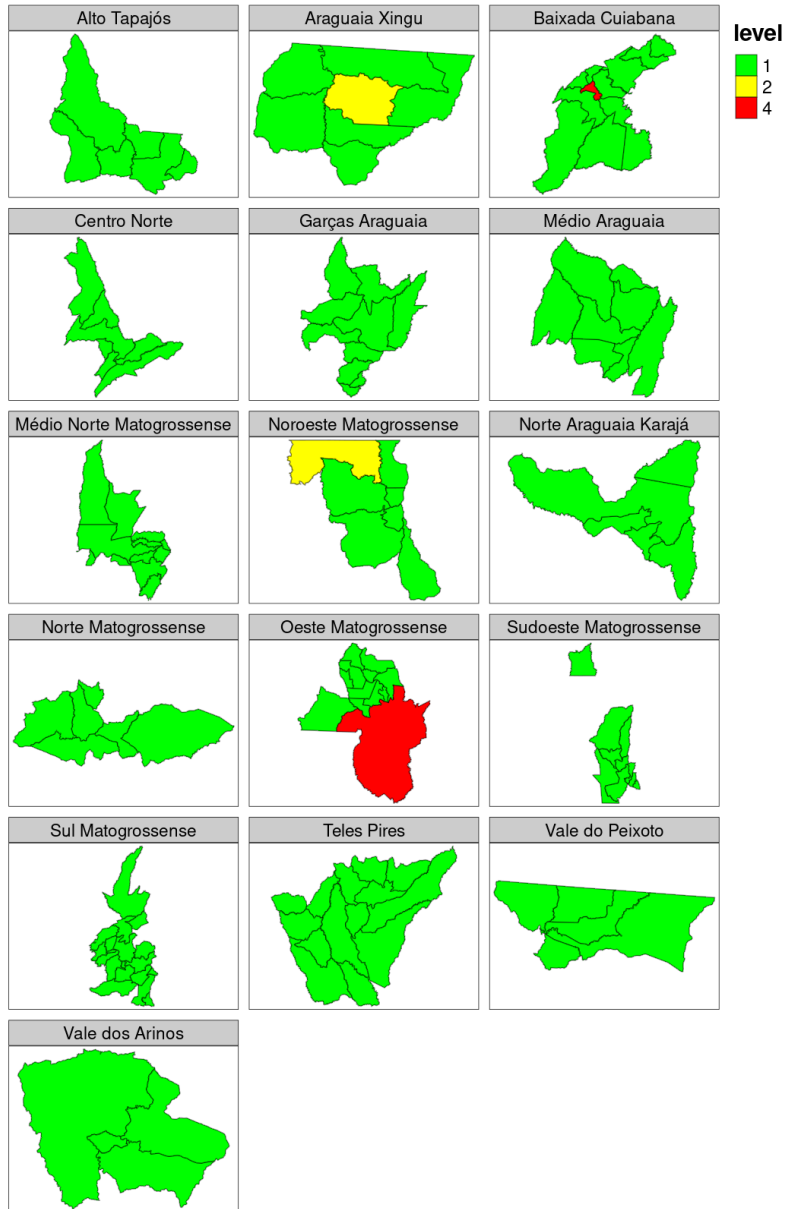 Alto Tapajós
Araguaia Xingu
Baixada Cuiabana
level
1
2
4
Centro Norte
Garças Araguaia
Médio Araguaia
Médio Norte Matogrossense
Noroeste Matogrossense
Norte Araguaia Karajá
Norte Matogrossense
Oeste Matogrossense
Sudoeste Matogrossense
Sul Matogrossense
Teles Pires
Vale do Peixoto
Vale dos Arinos